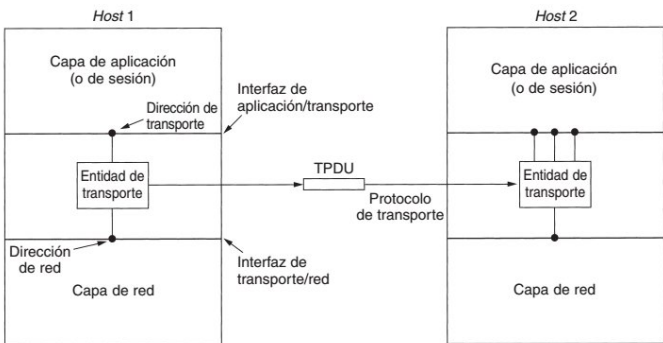 Host 1
Host 2
Capa de aplicación
(o de sesión)
Dirección de
transporte
Interfaz de
aplicación/transporte
Capa de aplicación
(o de sesión)
Entidad de
transporte
TPDU
Protocolo
de transporte
Entidad de
transporte
Dirección
de red
Interfaz de
transporte/red
Capa de red
Capa de red